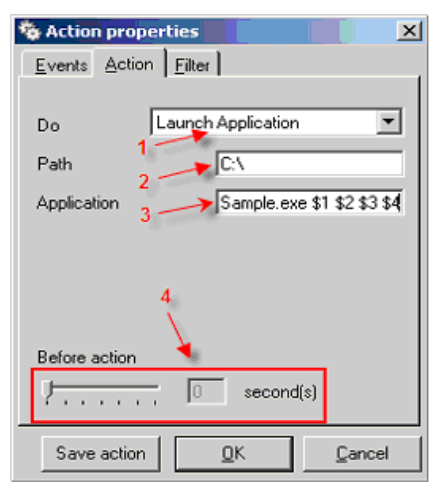 Action properties
Events Action Filter
Do Launch Application
1
Path C:\
2
Application Sample.exe $1 $2 $3 $4
3
4
Before action
0 second(s)
Save action OK Cancel